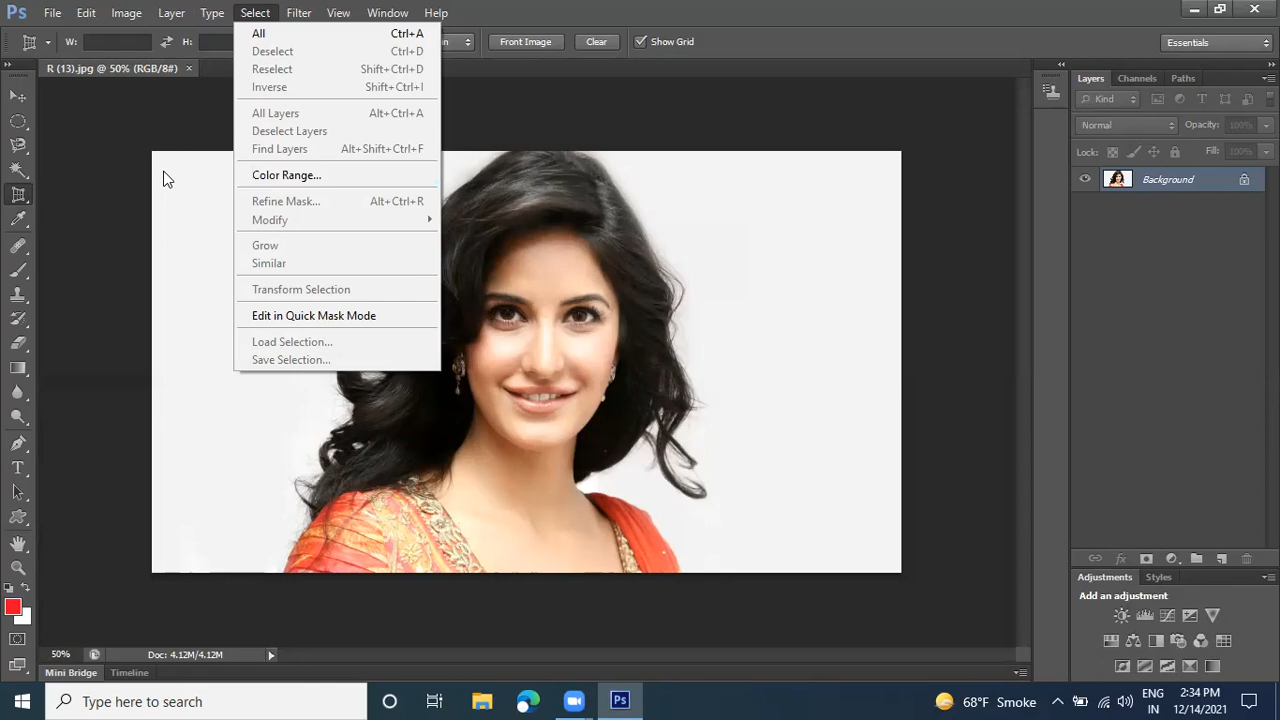 Ps File Edit Image Layer Type Select Filter View Window Help
W: H: Front Image Clear Show Grid Essentials
R (13).jpg @ 50% (RGB/8#) ×
All Ctrl+A
Deselect Ctrl+D
Reselect Shift+Ctrl+D
Inverse Shift+Ctrl+I
All Layers Alt+Ctrl+A
Deselect Layers
Find Layers Alt+Shift+Ctrl+F
Color Range...
Refine Mask... Alt+Ctrl+R
Modify
Grow
Similar
Transform Selection
Edit in Quick Mask Mode
Load Selection...
Save Selection...
Layers Channels Paths
Kind
Normal Opacity: 100%
Lock: Fill: 100%
Background
Adjustments Styles
Add an adjustment
50% Doc: 4.12M/4.12M
Mini Bridge Timeline
Type here to search
Ps
68°F Smoke
ENG
IN
2:34 PM
12/14/2021